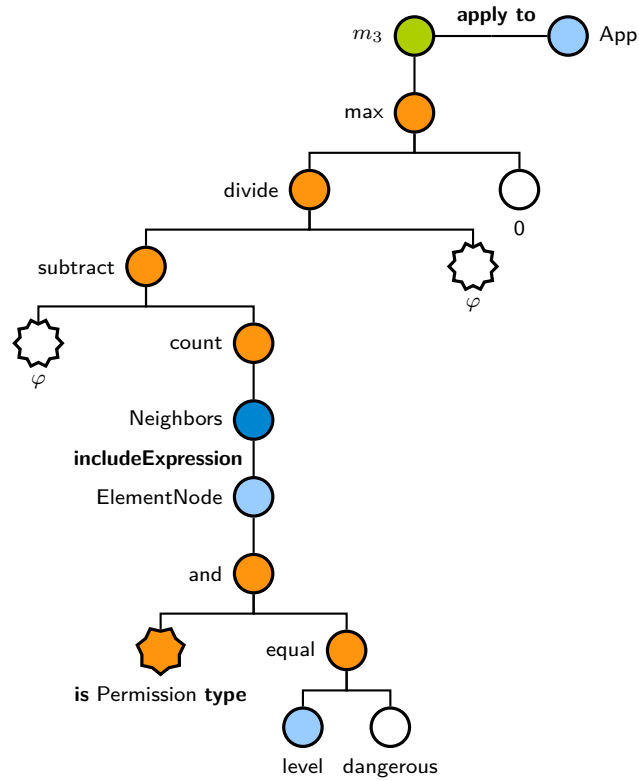 apply to
m₃ App
max
divide
0
subtract
φ
φ
count
Neighbors
includeExpression
ElementNode
and
equal
is Permission type
level dangerous